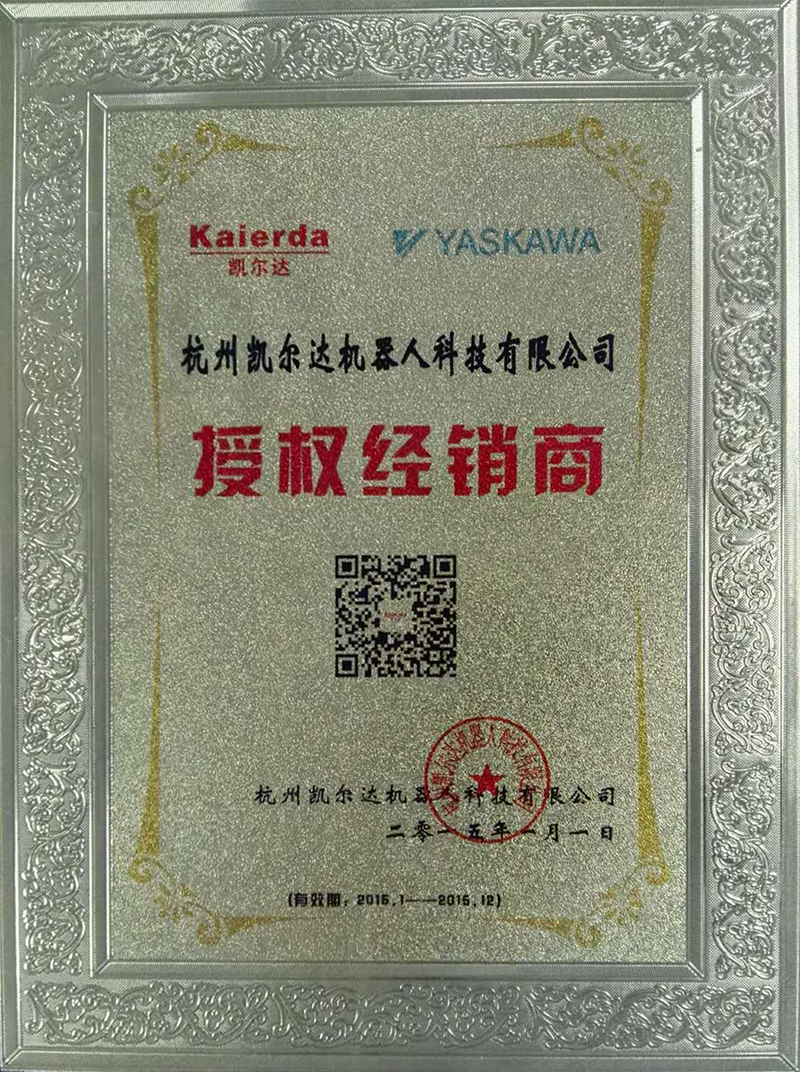 Kaierda
凯尔达
YASKAWA
杭州凯尔达机器人科技有限公司
授权经销商
杭州凯尔达机器人科技有限公司
二零一五年一月一日
(有效期：2015.1——2015.12)